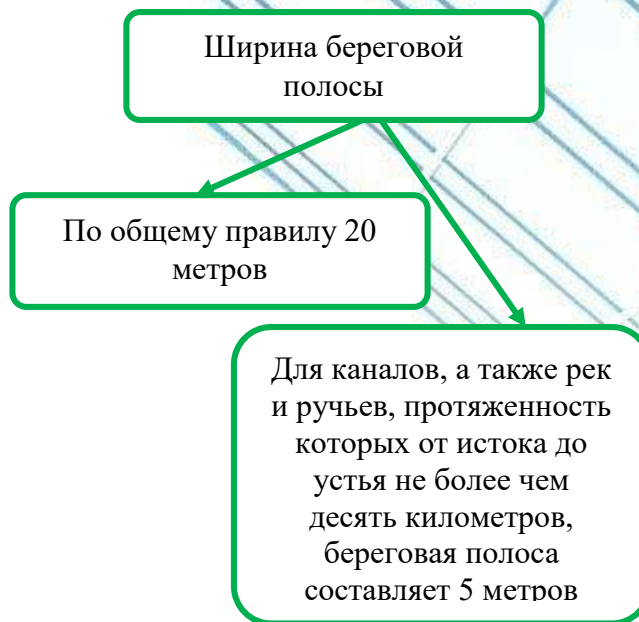 Ширина береговой
полосы
По общему правилу 20
метров
Для каналов, а также рек
и ручьев, протяженность
которых от истока до
устья не более чем
десять километров,
береговая полоса
составляет 5 метров